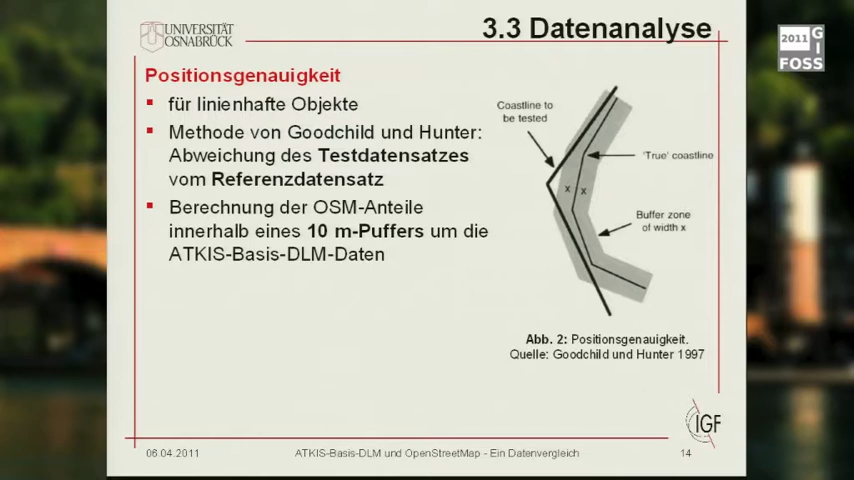 UNIVERSITÄT
OSNABRÜCK
3.3 Datenanalyse
2011 G
I
FOSS
Positionsgenauigkeit
für linienhafte Objekte
Methode von Goodchild und Hunter:
Abweichung des Testdatensatzes
vom Referenzdatensatz
Berechnung der OSM-Anteile
innerhalb eines 10 m-Puffers um die
ATKIS-Basis-DLM-Daten
Coastline to
be tested
'True' coastline
x x
Buffer zone
of width x
Abb. 2: Positionsgenauigkeit.
Quelle: Goodchild und Hunter 1997
IGF
06.04.2011 ATKIS-Basis-DLM und OpenStreetMap - Ein Datenvergleich 14